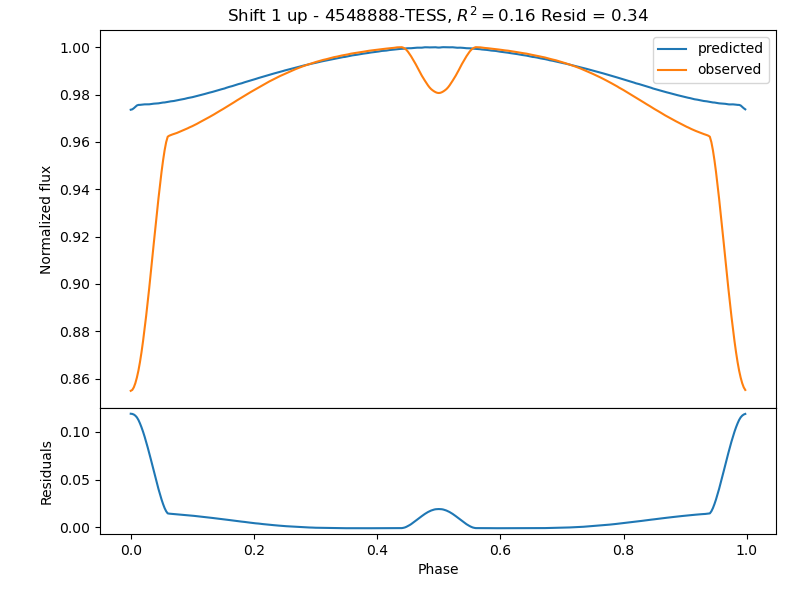 Shift 1 up - 4548888-TESS, $R^2 = 0.16$ Resid = 0.34
predicted
observed
Normalized flux
1.00
0.98
0.96
0.94
0.92
0.90
0.88
0.86
Residuals
0.10
0.05
0.00
0.0 0.2 0.4 0.6 0.8 1.0
Phase